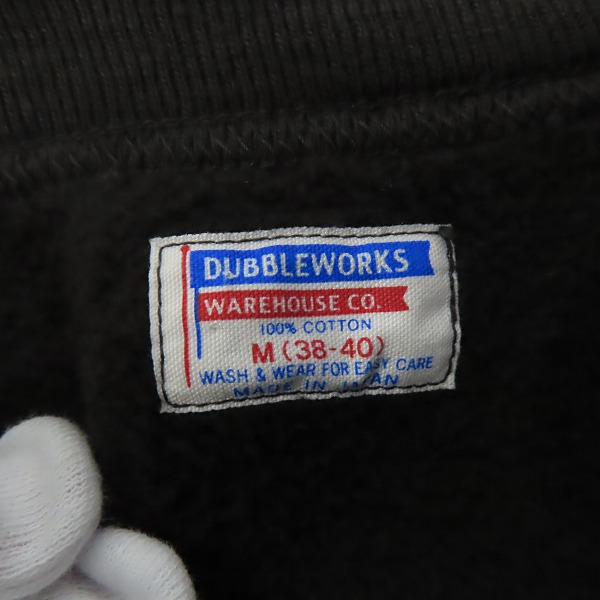 DUBBLEWORKS
WAREHOUSE CO.
100% COTTON
M (38-40)
WASH & WEAR FOR EASY CARE
MADE IN JAPAN